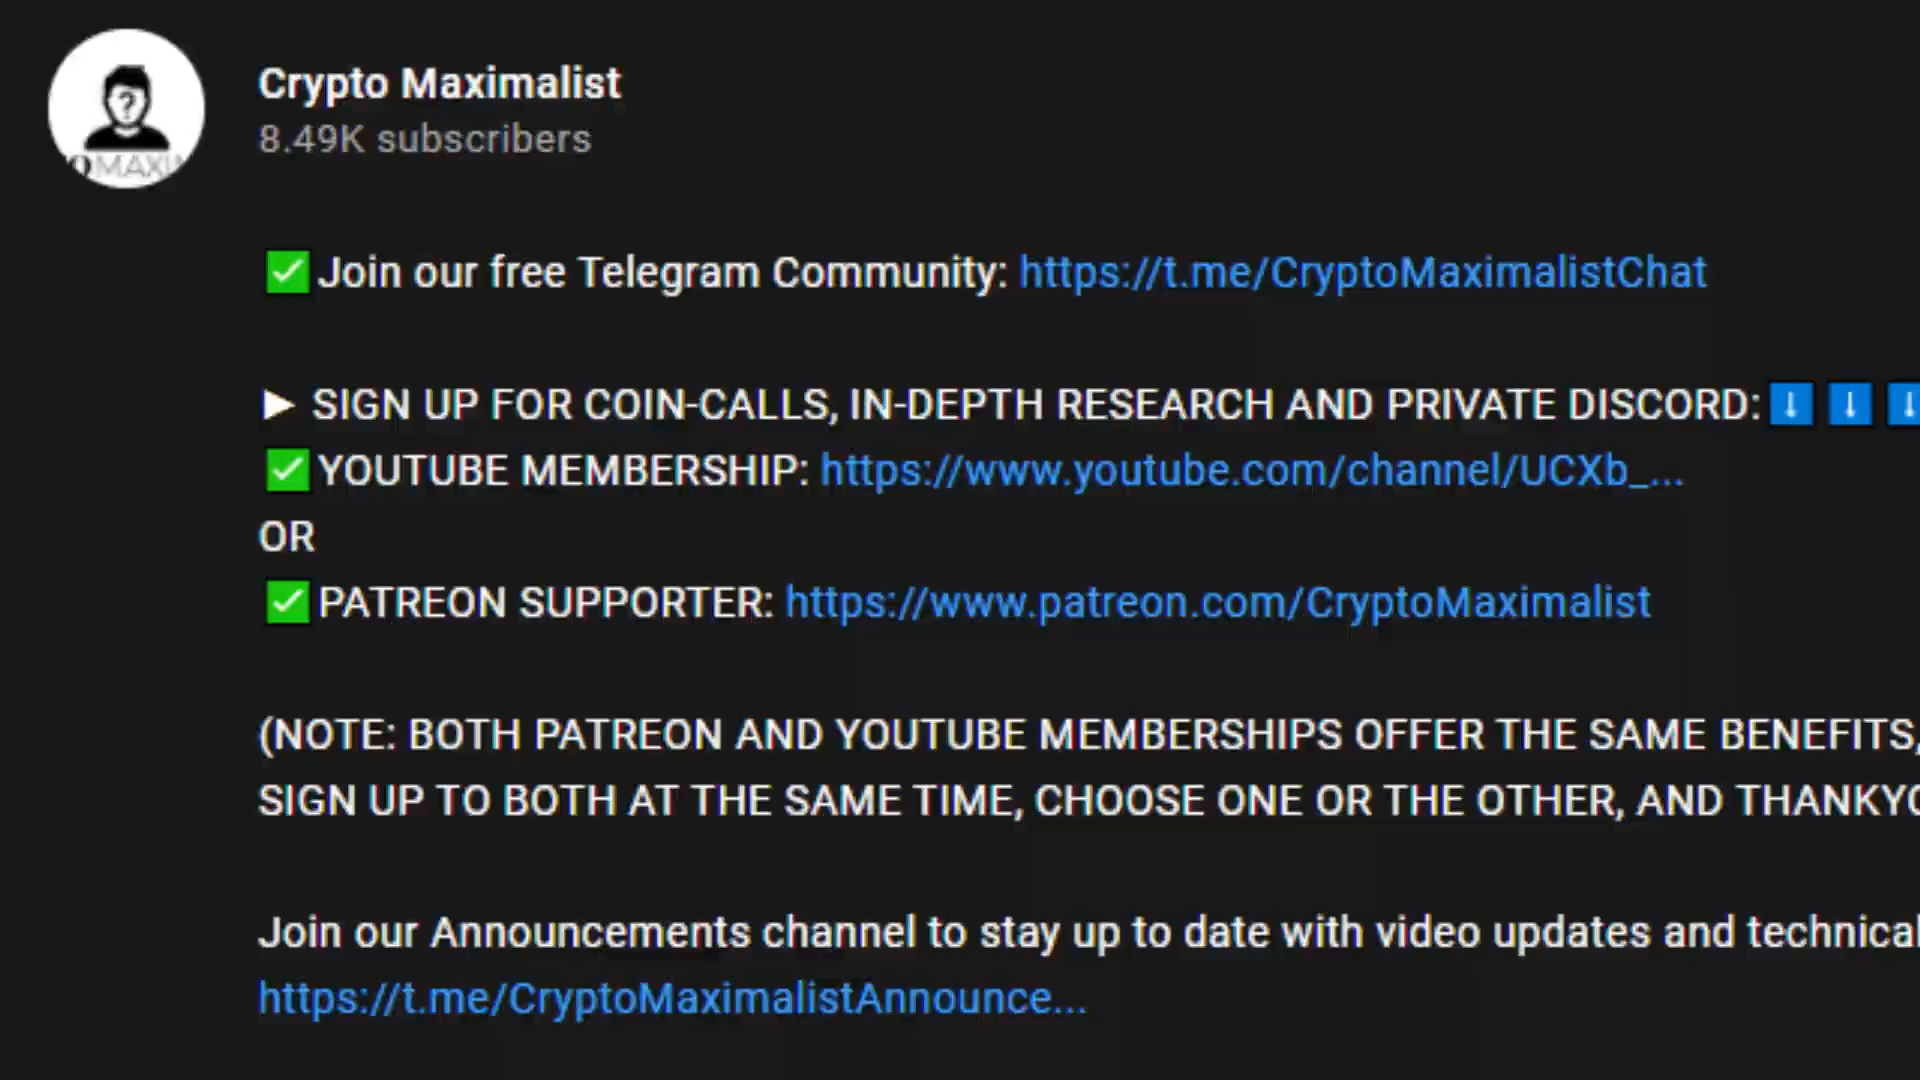 Crypto Maximalist
8.49K subscribers
MAXI
✅Join our free Telegram Community: https://t.me/CryptoMaximalistChat
► SIGN UP FOR COIN-CALLS, IN-DEPTH RESEARCH AND PRIVATE DISCORD:⬇️⬇️⬇️
✅YOUTUBE MEMBERSHIP: https://www.youtube.com/channel/UCXb_...
OR
✅PATREON SUPPORTER: https://www.patreon.com/CryptoMaximalist
(NOTE: BOTH PATREON AND YOUTUBE MEMBERSHIPS OFFER THE SAME BENEFITS,
SIGN UP TO BOTH AT THE SAME TIME, CHOOSE ONE OR THE OTHER, AND THANKYO
Join our Announcements channel to stay up to date with video updates and technical
https://t.me/CryptoMaximalistAnnounce...